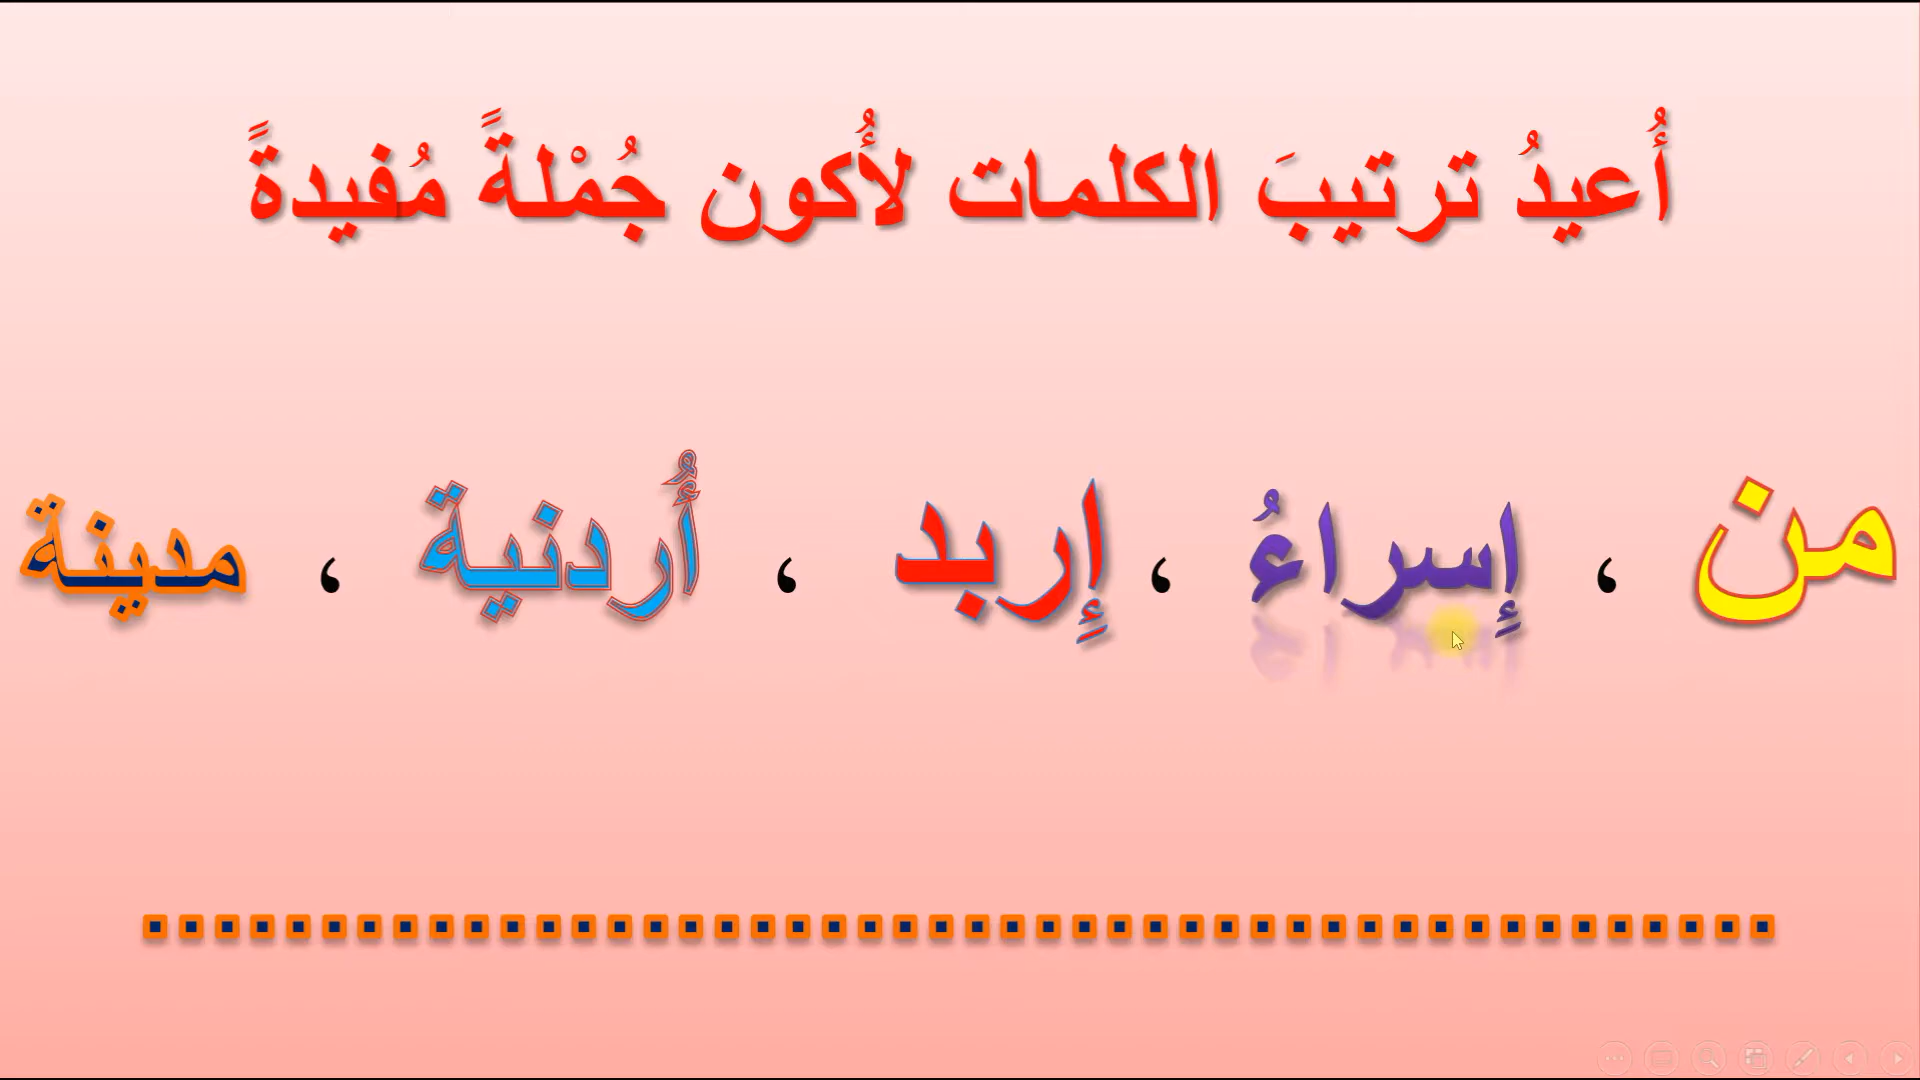 أُعيدُ ترتيبَ الكلمات لأُكون جُمْلةً مُفيدةً
من ، إِسراءُ ، إِربد ، أُردنية ، مدينة
................................................